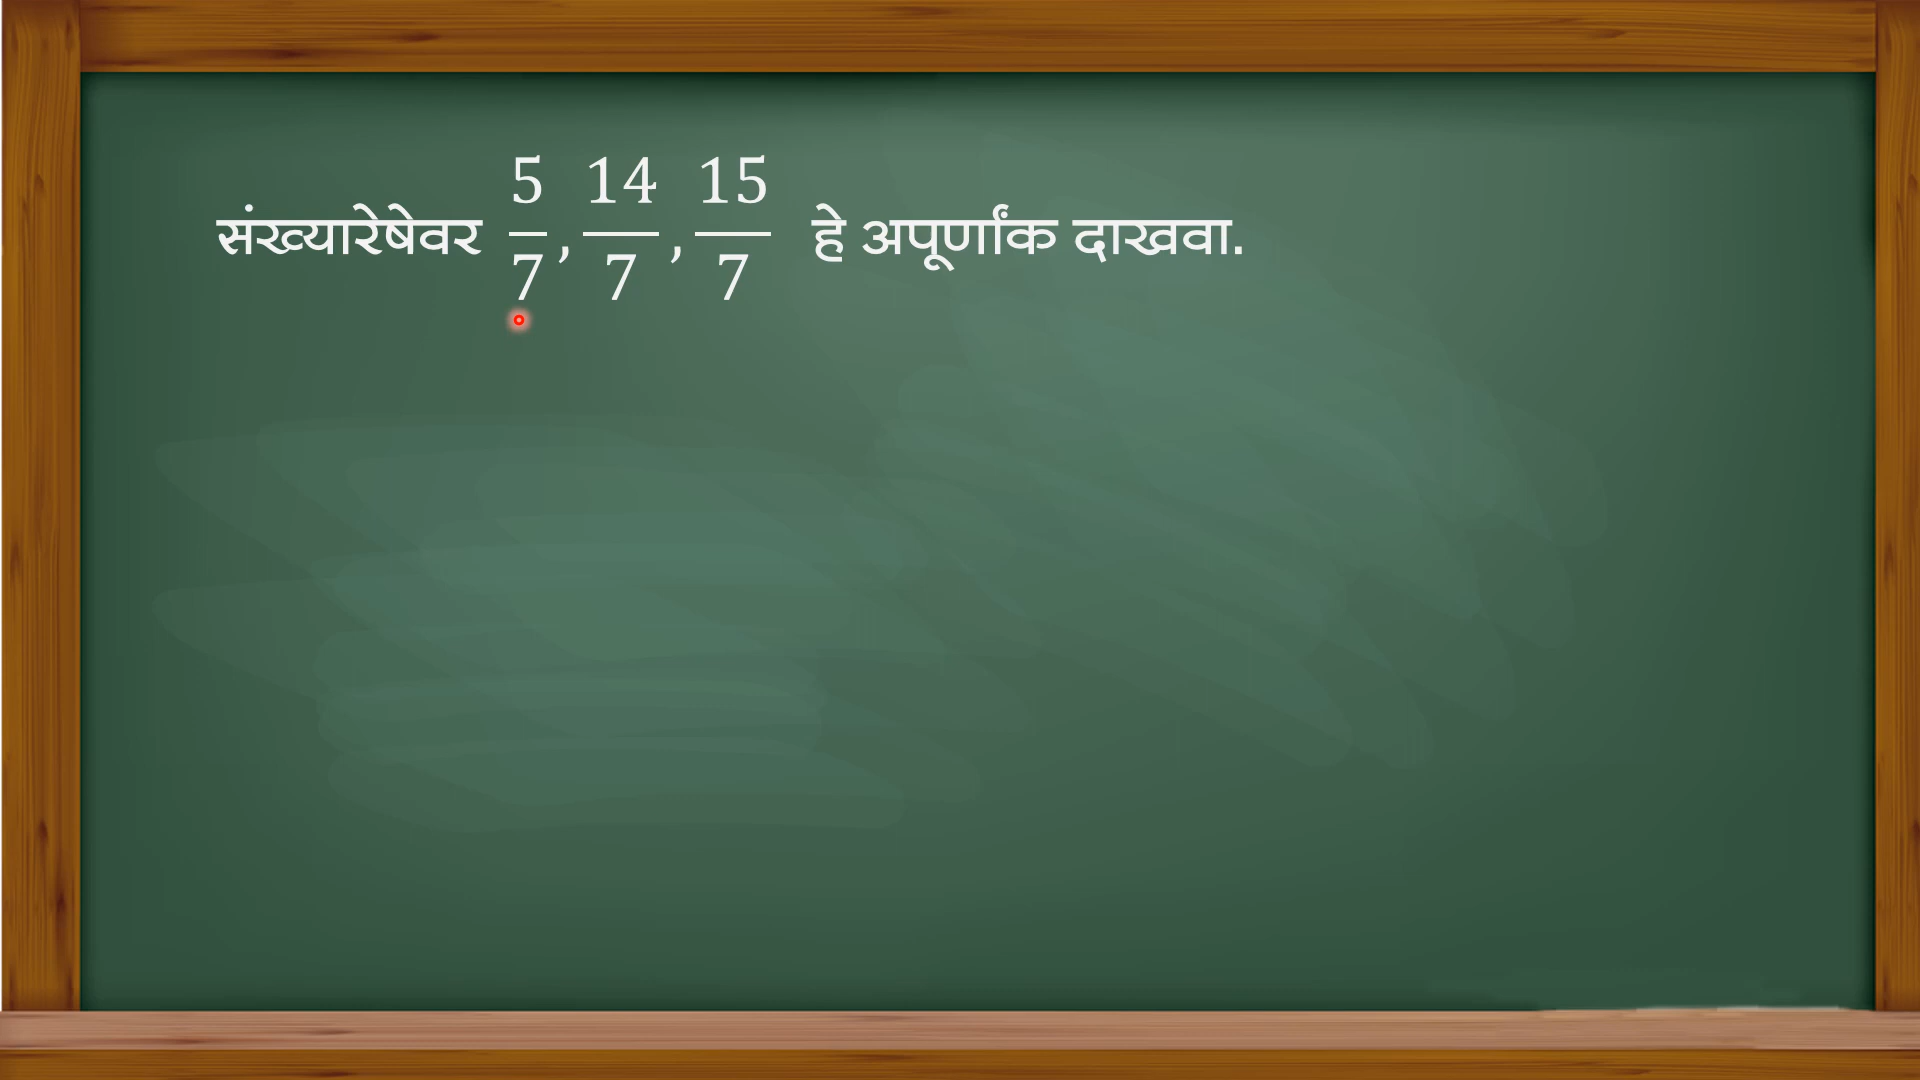 संख्यारेषेवर 5/7, 14/7, 15/7 हे अपूर्णांक दाखवा.